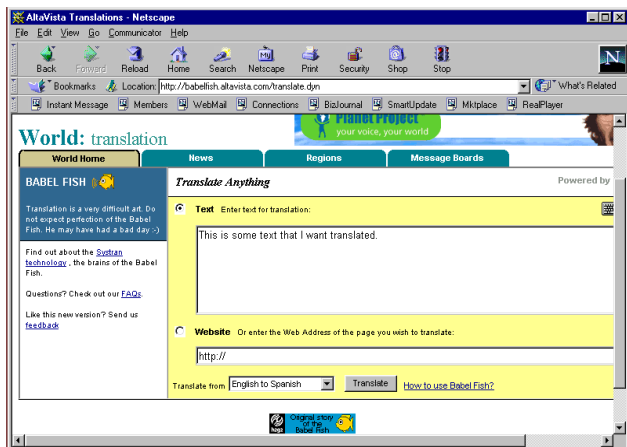 AltaVista Translations - Netscape
File Edit View Go Communicator Help
Back Forward Reload Home Search Netscape Print Security Shop Stop
N
Bookmarks Location: http://babelfish.altavista.com/translate.dyn What's Related
Instant Message Members WebMail Connections BizJournal SmartUpdate Mktplace RealPlayer
Planet Project
your voice, your world
World: translation
World Home News Regions Message Boards
BABEL FISH
Translation is a very difficult art. Do
not expect perfection of the Babel
Fish. He may have had a bad day :-)
Find out about the Systran
technology , the brains of the Babel
Fish.
Questions? Check out our FAQs.
Like this new version? Send us
feedback
Translate Anything Powered by
Text Enter text for translation:
This is some text that I want translated.
Website Or enter the Web Address of the page you wish to translate:
http://
Translate from English to Spanish Translate How to use Babel Fish?
h2g2 Original story
of the
Babel Fish